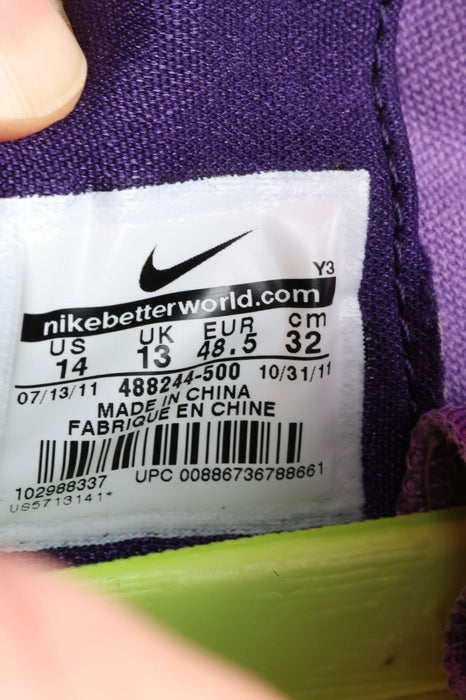 Y3
nikebetterworld.com
US UK EUR cm
14 13 48.5 32
07/13/11 488244-500 10/31/11
MADE IN CHINA
FABRIQUE EN CHINE
102988337 UPC 00886736788661
US5713141*